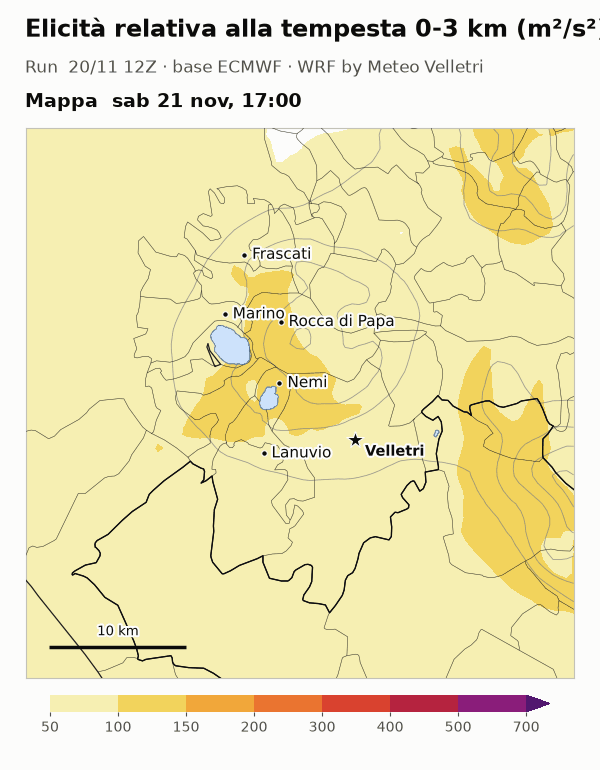 Elicità relativa alla tempesta 0-3 km (m²/s²)
Run  20/11 12Z · base ECMWF · WRF by Meteo Velletri
Mappa  sab 21 nov, 17:00
Frascati
Marino
Rocca di Papa
Nemi
Velletri
Lanuvio
10 km
50 100 150 200 300 400 500 700